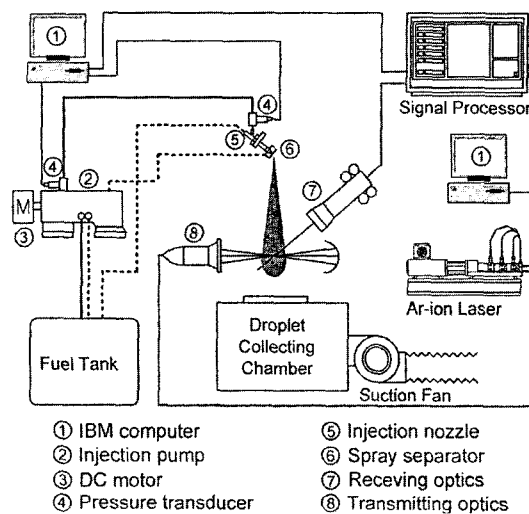 ①
④
Signal Processor
⑤
⑥
④
②
①
⑦
M
⑧
③
Ar-ion Laser
Droplet
Collecting
Chamber
Fuel Tank
Suction Fan
① IBM computer
② Injection pump
③ DC motor
④ Pressure transducer
⑤ Injection nozzle
⑥ Spray separator
⑦ Receving optics
⑧ Transmitting optics